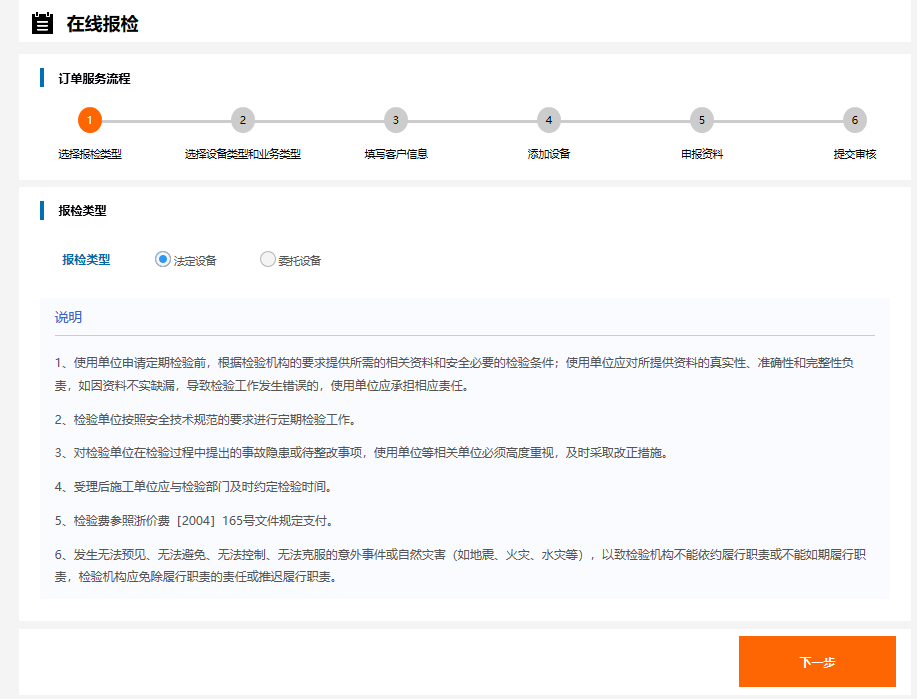 在线报检
订单服务流程
1 2 3 4 5 6
选择报检类型 选择设备类型和业务类型 填写客户信息 添加设备 申报资料 提交审核
报检类型
报检类型 法定设备 委托设备
说明
1、使用单位申请定期检验前，根据检验机构的要求提供所需的相关资料和安全必要的检验条件；使用单位应对所提供资料的真实性、准确性和完整性负
责，如因资料不实缺漏，导致检验工作发生错误的，使用单位应承担相应责任。
2、检验单位按照安全技术规范的要求进行定期检验工作。
3、对检验单位在检验过程中提出的事故隐患或待整改事项，使用单位等相关单位必须高度重视，及时采取改正措施。
4、受理后施工单位应与检验部门及时约定检验时间。
5、检验费参照浙价费［2004］165号文件规定支付。
6、发生无法预见、无法避免、无法控制、无法克服的意外事件或自然灾害（如地震、火灾、水灾等），以致检验机构不能依约履行职责或不能如期履行职
责，检验机构应免除履行职责的责任或推迟履行职责。
下一步